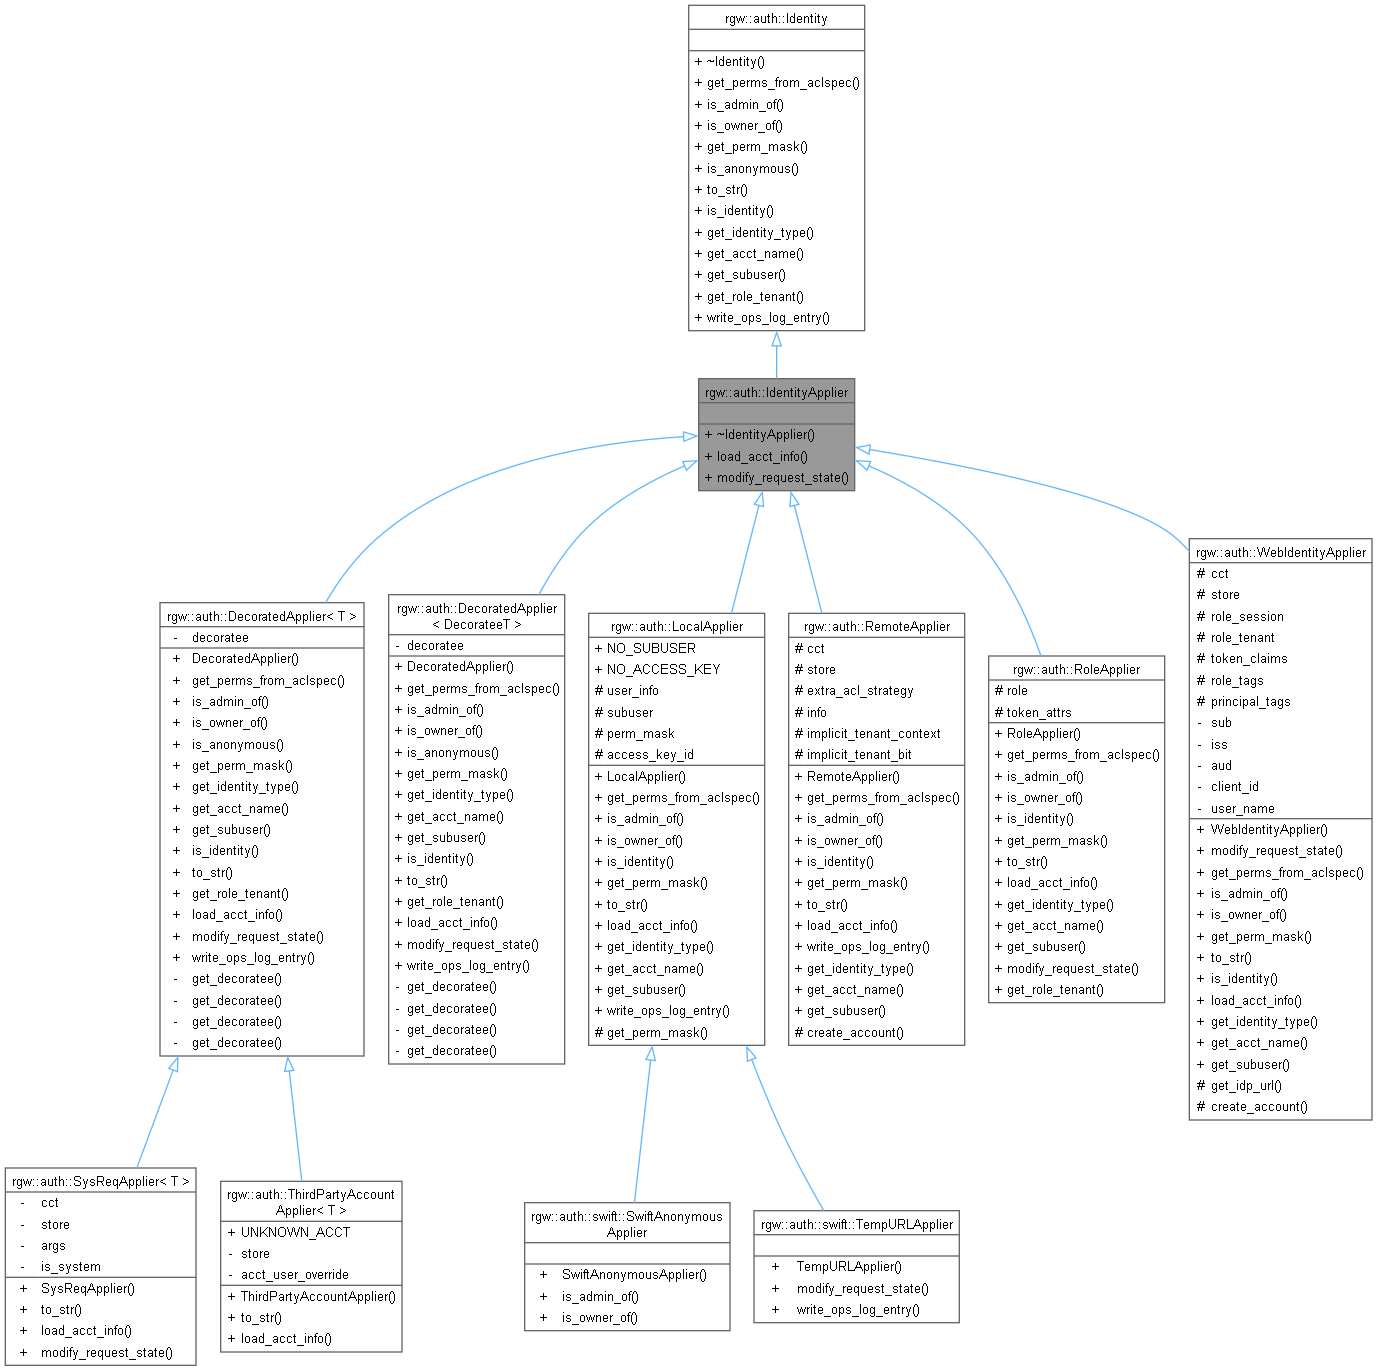 rgw::auth::Identity
+ ~Identity()
+ get_perms_from_aclspec()
+ is_admin_of()
+ is_owner_of()
+ get_perm_mask()
+ is_anonymous()
+ to_str()
+ is_identity()
+ get_identity_type()
+ get_acct_name()
+ get_subuser()
+ get_role_tenant()
+ write_ops_log_entry()
rgw::auth::IdentityApplier
+ ~IdentityApplier()
+ load_acct_info()
+ modify_request_state()
rgw::auth::DecoratedApplier< T >
- decoratee
+ DecoratedApplier()
+ get_perms_from_aclspec()
+ is_admin_of()
+ is_owner_of()
+ is_anonymous()
+ get_perm_mask()
+ get_identity_type()
+ get_acct_name()
+ get_subuser()
+ is_identity()
+ to_str()
+ get_role_tenant()
+ load_acct_info()
+ modify_request_state()
+ write_ops_log_entry()
- get_decoratee()
- get_decoratee()
- get_decoratee()
- get_decoratee()
rgw::auth::DecoratedApplier
< DecorateeT >
- decoratee
+ DecoratedApplier()
+ get_perms_from_aclspec()
+ is_admin_of()
+ is_owner_of()
+ is_anonymous()
+ get_perm_mask()
+ get_identity_type()
+ get_acct_name()
+ get_subuser()
+ is_identity()
+ to_str()
+ get_role_tenant()
+ load_acct_info()
+ modify_request_state()
+ write_ops_log_entry()
- get_decoratee()
- get_decoratee()
- get_decoratee()
- get_decoratee()
rgw::auth::LocalApplier
+ NO_SUBUSER
+ NO_ACCESS_KEY
# user_info
# subuser
# perm_mask
# access_key_id
+ LocalApplier()
+ get_perms_from_aclspec()
+ is_admin_of()
+ is_owner_of()
+ is_identity()
+ get_perm_mask()
+ to_str()
+ load_acct_info()
+ get_identity_type()
+ get_acct_name()
+ get_subuser()
+ write_ops_log_entry()
# get_perm_mask()
rgw::auth::RemoteApplier
# cct
# store
# extra_acl_strategy
# info
# implicit_tenant_context
# implicit_tenant_bit
+ RemoteApplier()
+ get_perms_from_aclspec()
+ is_admin_of()
+ is_owner_of()
+ is_identity()
+ get_perm_mask()
+ to_str()
+ load_acct_info()
+ write_ops_log_entry()
+ get_identity_type()
+ get_acct_name()
+ get_subuser()
# create_account()
rgw::auth::RoleApplier
# role
# token_attrs
+ RoleApplier()
+ get_perms_from_aclspec()
+ is_admin_of()
+ is_owner_of()
+ is_identity()
+ get_perm_mask()
+ to_str()
+ load_acct_info()
+ get_identity_type()
+ get_acct_name()
+ get_subuser()
+ modify_request_state()
+ get_role_tenant()
rgw::auth::WebIdentityApplier
# cct
# store
# role_session
# role_tenant
# token_claims
# role_tags
# principal_tags
- sub
- iss
- aud
- client_id
- user_name
+ WebIdentityApplier()
+ modify_request_state()
+ get_perms_from_aclspec()
+ is_admin_of()
+ is_owner_of()
+ get_perm_mask()
+ to_str()
+ is_identity()
+ load_acct_info()
+ get_identity_type()
+ get_acct_name()
+ get_subuser()
# get_idp_url()
# create_account()
rgw::auth::SysReqApplier< T >
- cct
- store
- args
- is_system
+ SysReqApplier()
+ to_str()
+ load_acct_info()
+ modify_request_state()
rgw::auth::ThirdPartyAccount
Applier< T >
+ UNKNOWN_ACCT
- store
- acct_user_override
+ ThirdPartyAccountApplier()
+ to_str()
+ load_acct_info()
rgw::auth::swift::SwiftAnonymous
Applier
+ SwiftAnonymousApplier()
+ is_admin_of()
+ is_owner_of()
rgw::auth::swift::TempURLApplier
+ TempURLApplier()
+ modify_request_state()
+ write_ops_log_entry()